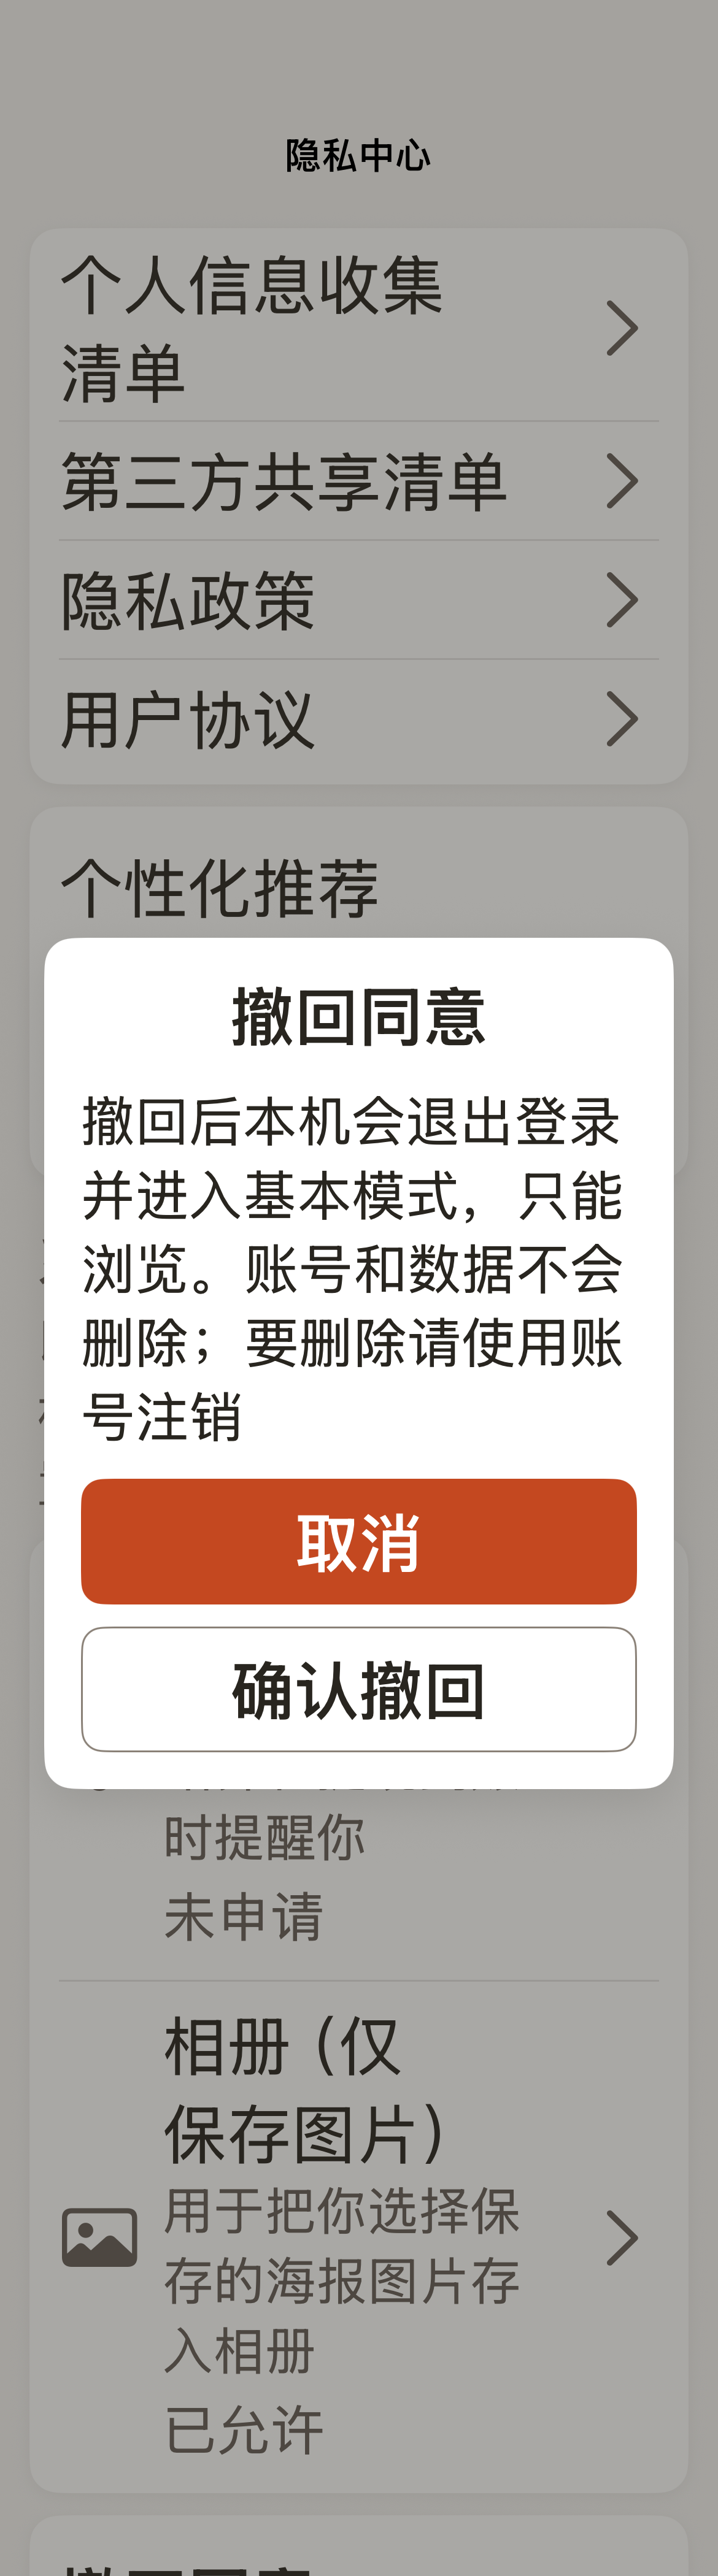 隐私中心
个人信息收集
清单
第三方共享清单
隐私政策
用户协议
个性化推荐
撤回同意
撤回后本机会退出登录
并进入基本模式，只能
浏览。账号和数据不会
删除；要删除请使用账
号注销
取消
确认撤回
时提醒你
未申请
相册（仅
保存图片）
用于把你选择保
存的海报图片存
入相册
已允许